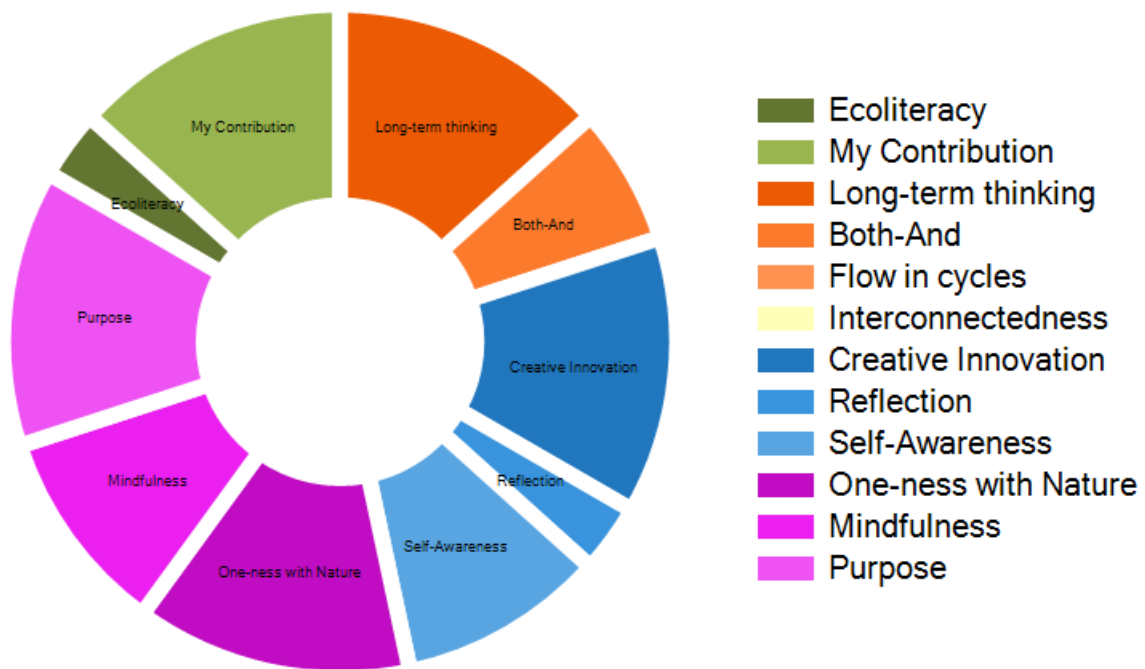 My Contribution
Long-term thinking
Ecoliteracy
Both-And
Purpose
Creative Innovation
Mindfulness
Reflection
Self-Awareness
One-ness with Nature
Ecoliteracy
My Contribution
Long-term thinking
Both-And
Flow in cycles
Interconnectedness
Creative Innovation
Reflection
Self-Awareness
One-ness with Nature
Mindfulness
Purpose